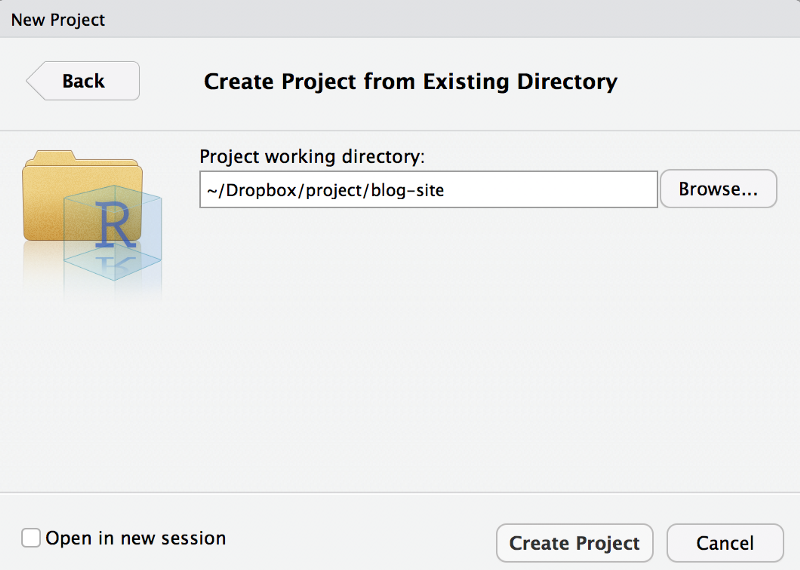 New Project
Back
Create Project from Existing Directory
Project working directory:
~/Dropbox/project/blog-site
Browse...
R
Open in new session
Create Project
Cancel